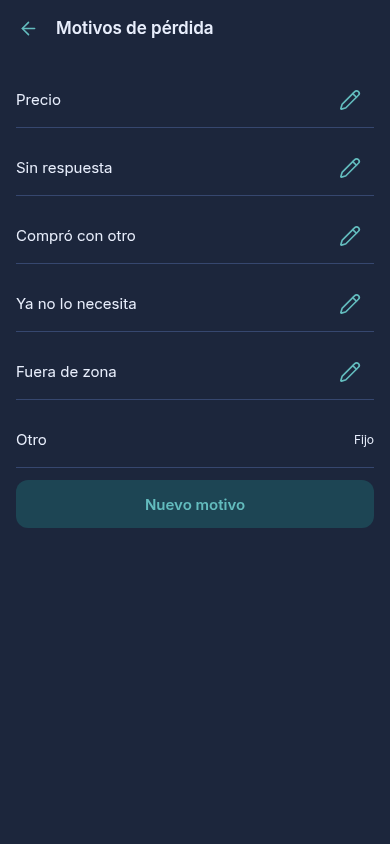 Motivos de pérdida
Precio
Sin respuesta
Compró con otro
Ya no lo necesita
Fuera de zona
Otro
Fijo
Nuevo motivo